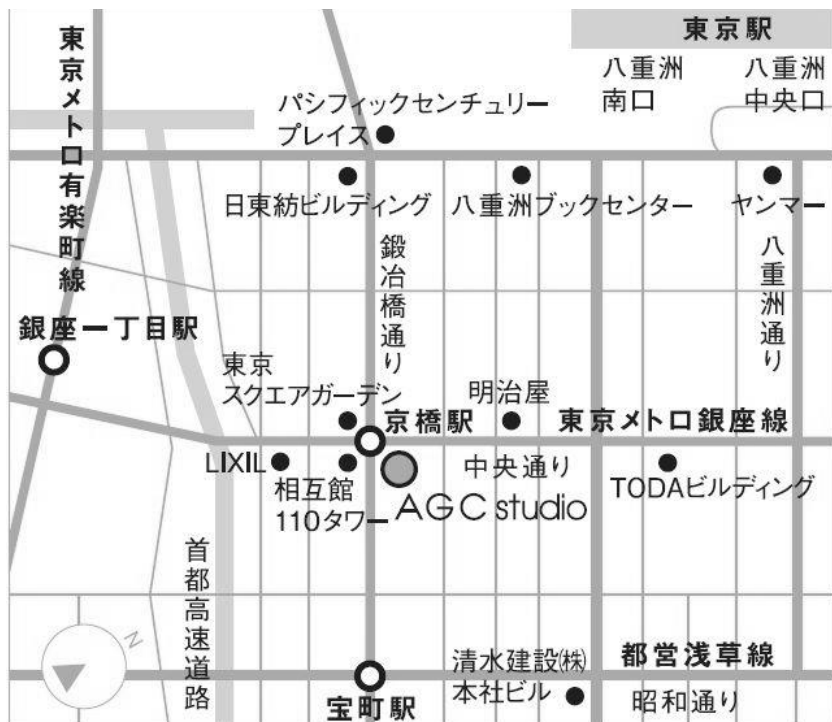 東京駅
八重洲
南口
八重洲
中央口
東京メトロ有楽町線
パシフィックセンチュリー
プレイス
日東紡ビルディング
八重洲ブックセンター
ヤンマー
鍛冶橋通り
八重洲通り
銀座一丁目駅
東京
スクエアガーデン
京橋駅
明治屋
東京メトロ銀座線
LIXIL
相互館
110タワー
AGC studio
中央通り
TODAビルディング
首都高速道路
N
清水建設㈱
本社ビル
都営浅草線
昭和通り
宝町駅